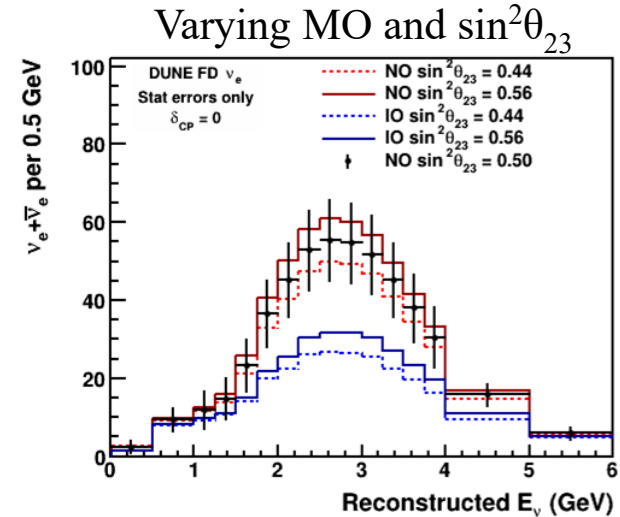 Varying MO and sin²θ₂₃
DUNE FD νₑ
Stat errors only
δ_CP = 0
NO sin²θ₂₃ = 0.44
NO sin²θ₂₃ = 0.56
IO sin²θ₂₃ = 0.44
IO sin²θ₂₃ = 0.56
NO sin²θ₂₃ = 0.50
νₑ+ν̄ₑ per 0.5 GeV
100
80
60
40
20
0
0 1 2 3 4 5 6
Reconstructed E_ν (GeV)